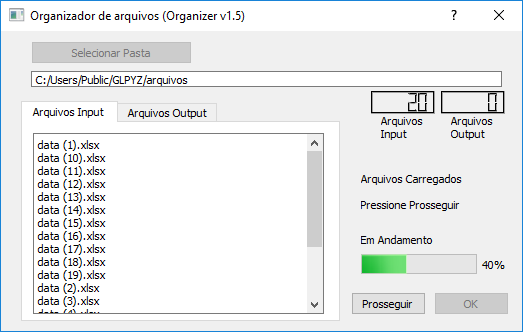 Organizador de arquivos (Organizer v1.5)
Selecionar Pasta
C:/Users/Public/GLPYZ/arquivos
20 0
Arquivos Input
Arquivos Output
Arquivos Input Arquivos Output
data (1).xlsx
data (10).xlsx
data (11).xlsx
data (12).xlsx
data (13).xlsx
data (14).xlsx
data (15).xlsx
data (16).xlsx
data (17).xlsx
data (18).xlsx
data (19).xlsx
data (2).xlsx
data (3).xlsx
data (4).xlsx
Arquivos Carregados
Pressione Prosseguir
Em Andamento
40%
Prosseguir OK